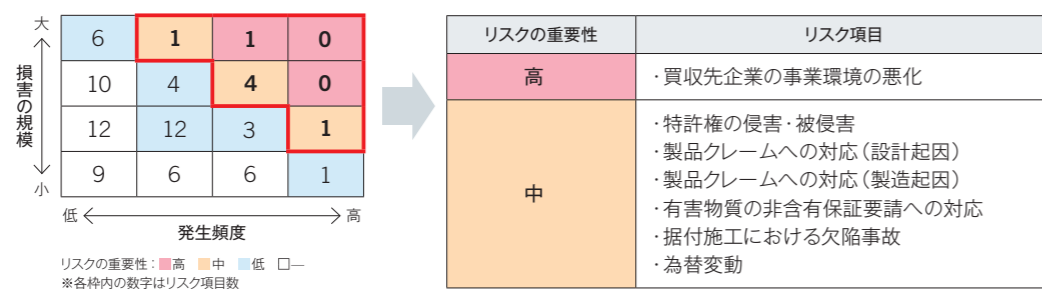 大
損害の規模
小
6 1 1 0
10 4 4 0
12 12 3 1
9 6 6 1
低 高
発生頻度
リスクの重要性：高 中 低 ―
※各枠内の数字はリスク項目数
リスクの重要性 リスク項目
高
・買収先企業の事業環境の悪化
中
・特許権の侵害・被侵害
・製品クレームへの対応（設計起因）
・製品クレームへの対応（製造起因）
・有害物質の非含有保証要請への対応
・据付施工における欠陥事故
・為替変動